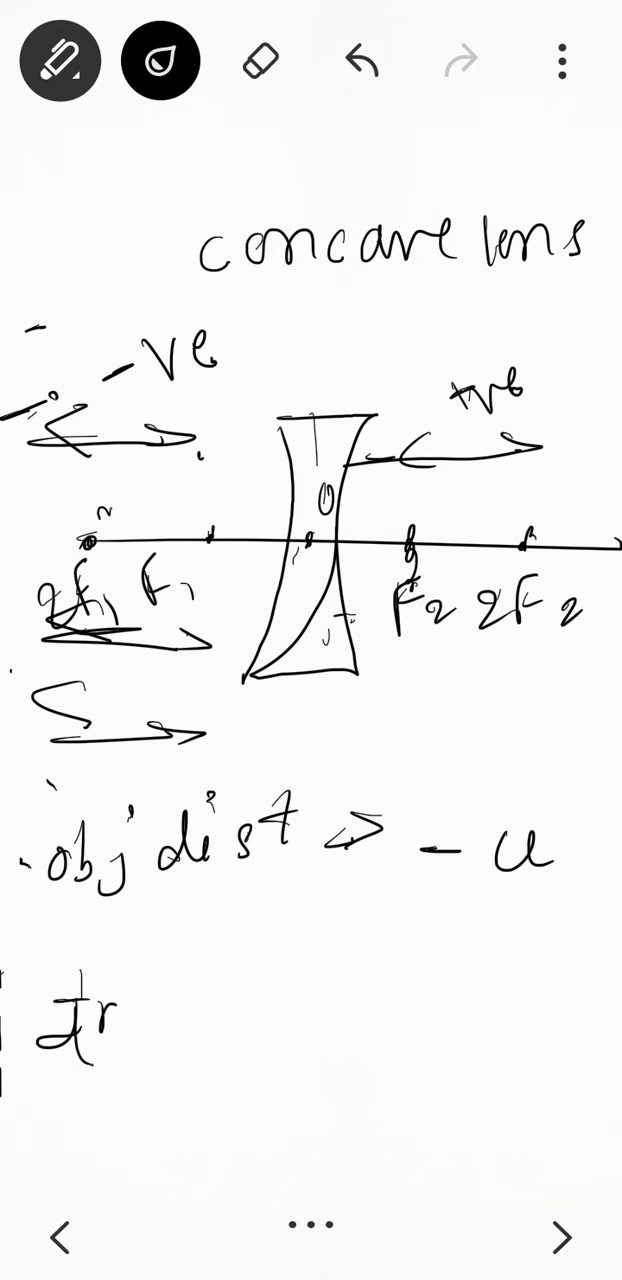 concave lens
-ve
+ve
O
2F1 F1 F2 2F2
obj dist => - u